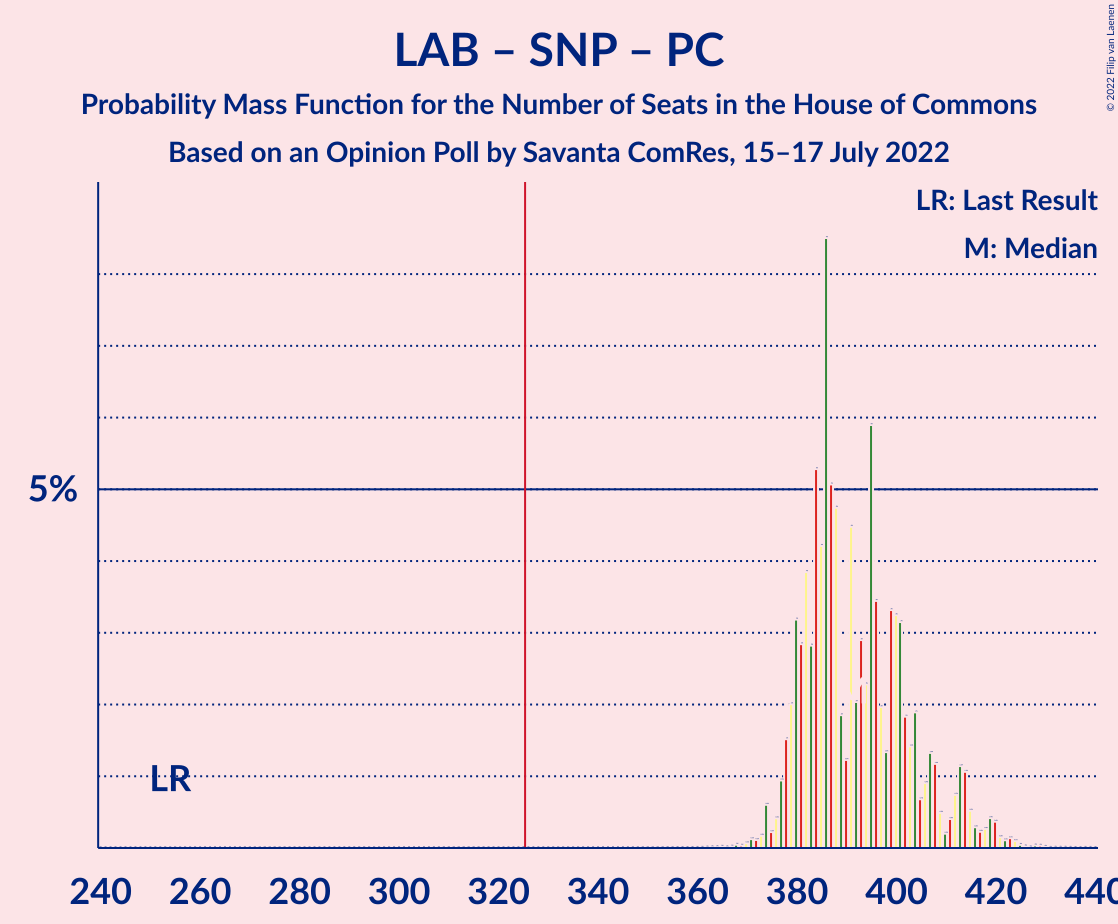 LAB – SNP – PC
Probability Mass Function for the Number of Seats in the House of Commons
Based on an Opinion Poll by Savanta ComRes, 15–17 July 2022
© 2022 Filip van Laenen
LR: Last Result
M: Median
5%
LR
240 260 280 300 320 340 360 380 400 420 440